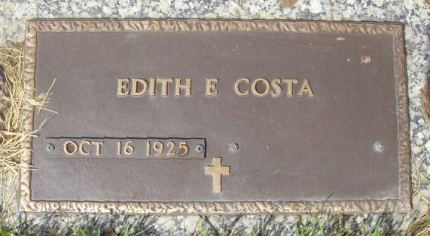 EDITH E COSTA
OCT 16 1925